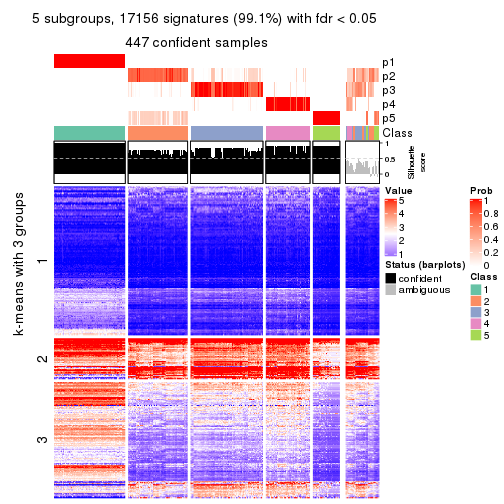 5 subgroups, 17156 signatures (99.1%) with fdr < 0.05
447 confident samples
p1
p2
p3
p4
p5
Class
1
0.5
0
Silhouette
score
k-means with 3 groups
1
2
3
Value
5
4
3
2
1
Status (barplots)
confident
ambiguous
Prob
1
0.8
0.6
0.4
0.2
0
Class
1
2
3
4
5